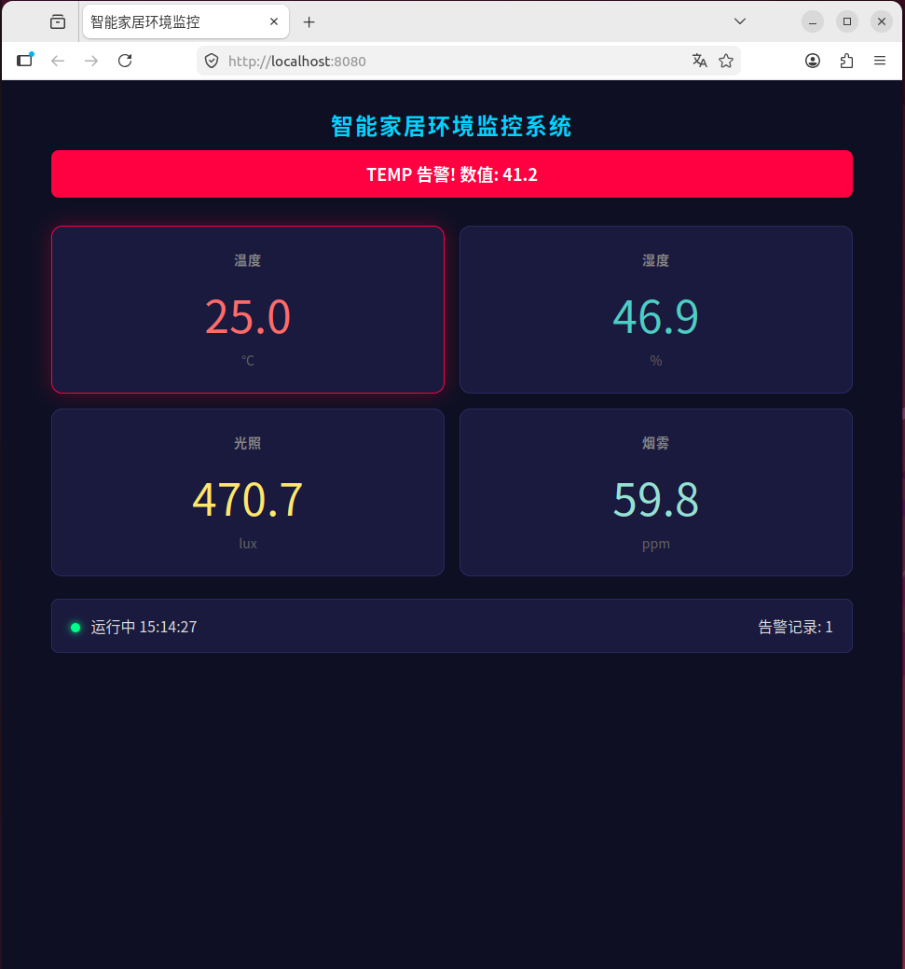 智能家居环境监控
http://localhost:8080
智能家居环境监控系统
TEMP 告警! 数值: 41.2
温度
25.0
°C
湿度
46.9
%
光照
470.7
lux
烟雾
59.8
ppm
运行中 15:14:27
告警记录: 1